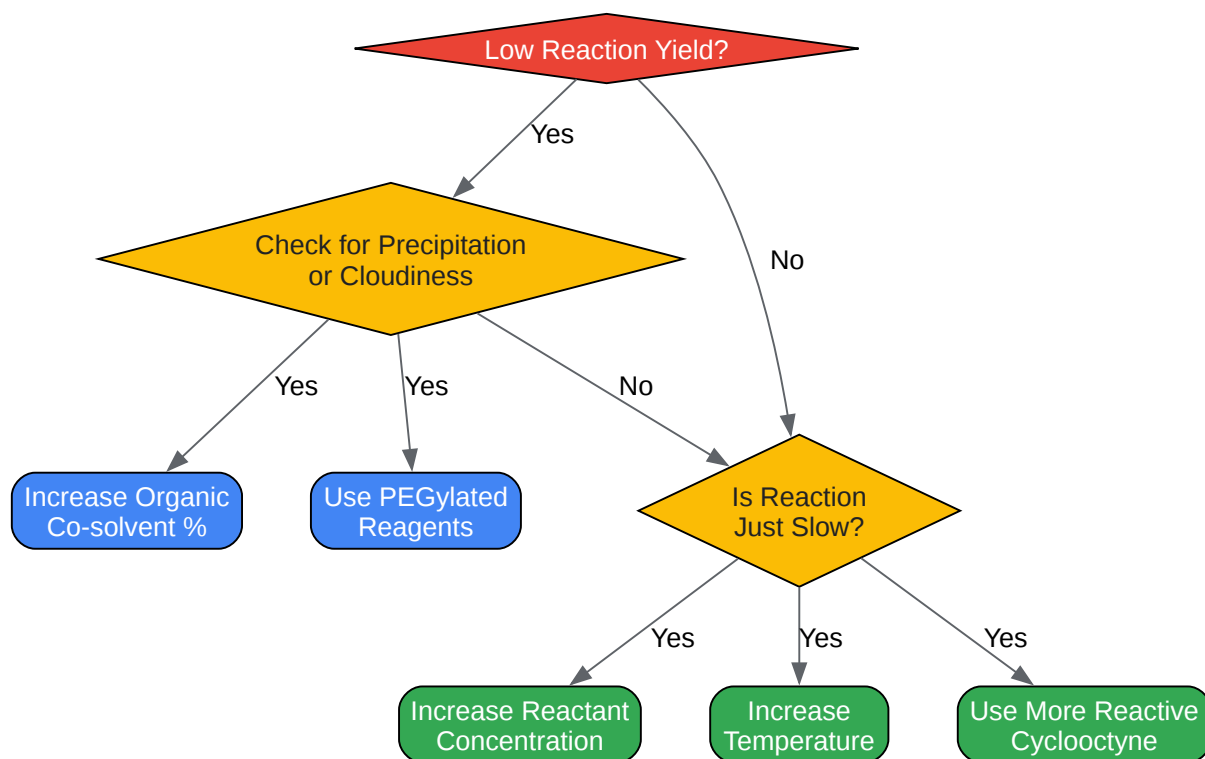 Low Reaction Yield?
Yes
Check for Precipitation
or Cloudiness
No
Yes
Yes
No
Increase Organic
Co-solvent %
Use PEGylated
Reagents
Is Reaction
Just Slow?
Yes
Yes
Yes
Increase Reactant
Concentration
Increase
Temperature
Use More Reactive
Cyclooctyne